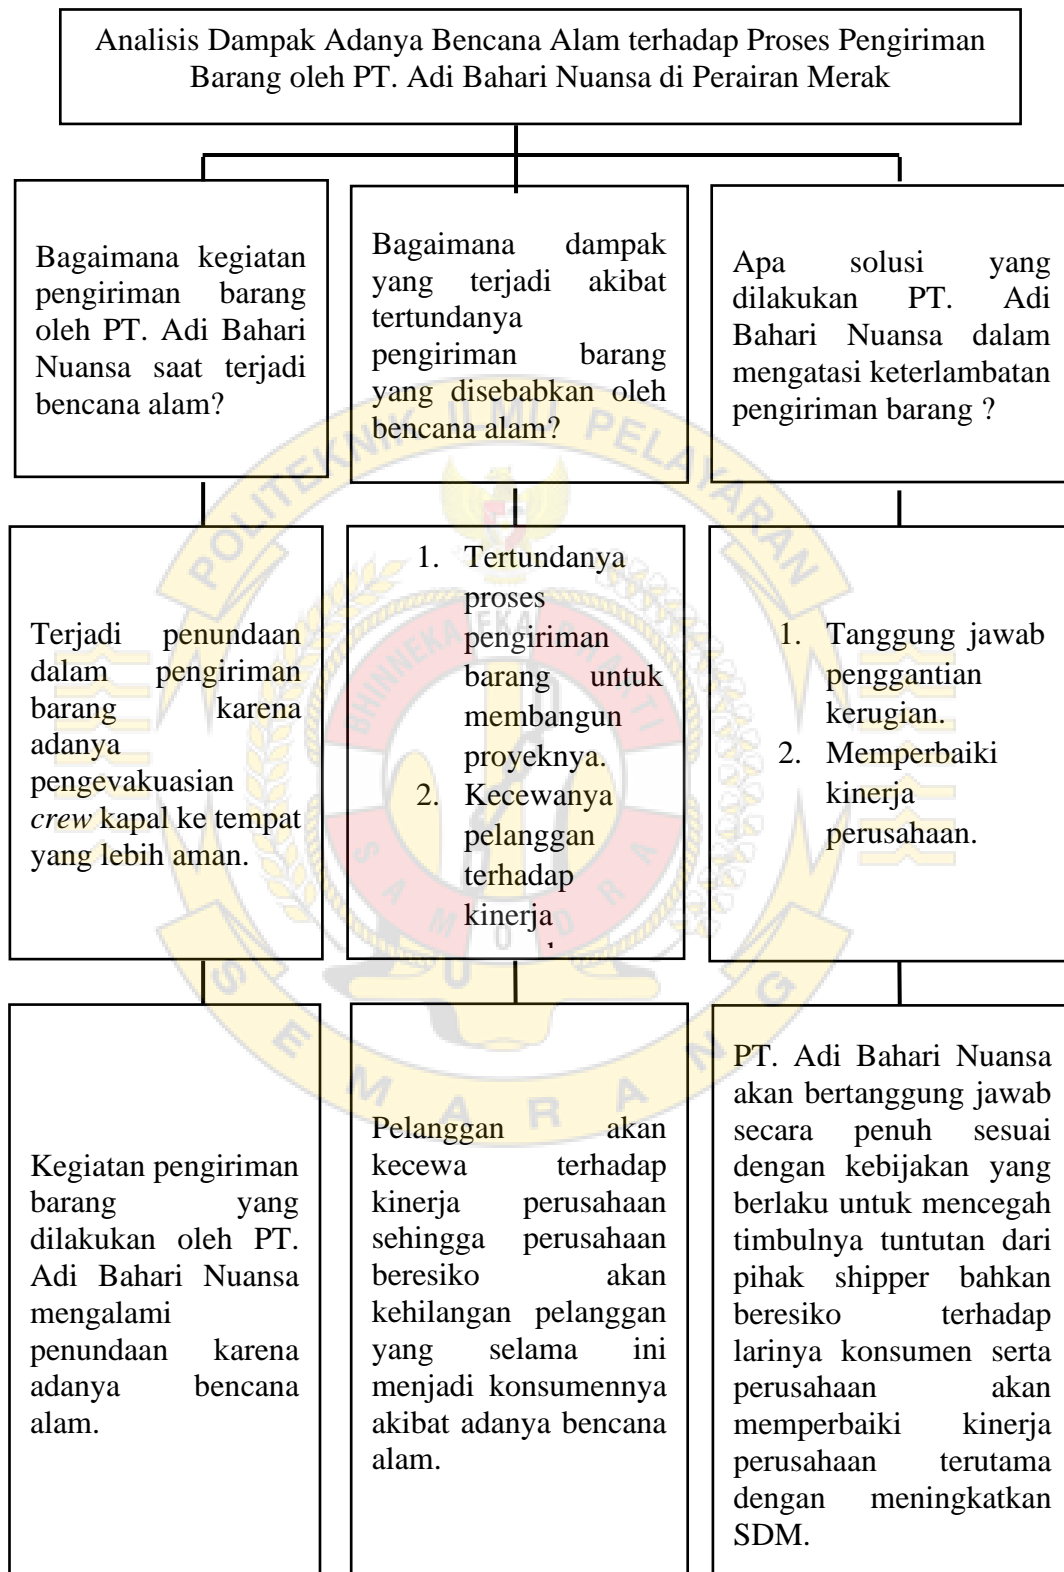 Analisis Dampak Adanya Bencana Alam terhadap Proses Pengiriman
Barang oleh PT. Adi Bahari Nuansa di Perairan Merak
Bagaimana kegiatan
pengiriman barang
oleh PT. Adi Bahari
Nuansa saat terjadi
bencana alam?
Bagaimana dampak
yang terjadi akibat
tertundanya
pengiriman barang
yang disebabkan oleh
bencana alam?
Apa solusi yang
dilakukan PT. Adi
Bahari Nuansa dalam
mengatasi keterlambatan
pengiriman barang ?
Terjadi penundaan
dalam pengiriman
barang karena
adanya
pengevakuasian
crew kapal ke tempat
yang lebih aman.
1. Tertundanya
proses
pengiriman
barang untuk
membangun
proyeknya.
2. Kecewanya
pelanggan
terhadap
kinerja
1. Tanggung jawab
penggantian
kerugian.
2. Memperbaiki
kinerja
perusahaan.
Kegiatan pengiriman
barang yang
dilakukan oleh PT.
Adi Bahari Nuansa
mengalami
penundaan karena
adanya bencana
alam.
Pelanggan akan
kecewa terhadap
kinerja perusahaan
sehingga perusahaan
beresiko akan
kehilangan pelanggan
yang selama ini
menjadi konsumennya
akibat adanya bencana
alam.
PT. Adi Bahari Nuansa
akan bertanggung jawab
secara penuh sesuai
dengan kebijakan yang
berlaku untuk mencegah
timbulnya tuntutan dari
pihak shipper bahkan
beresiko terhadap
larinya konsumen serta
perusahaan akan
memperbaiki kinerja
perusahaan terutama
dengan meningkatkan
SDM.
POLITEKNIK ILMU PELAYARAN
BHINNEKA EKA BHAKTI
SAMUDRA
SEMARANG